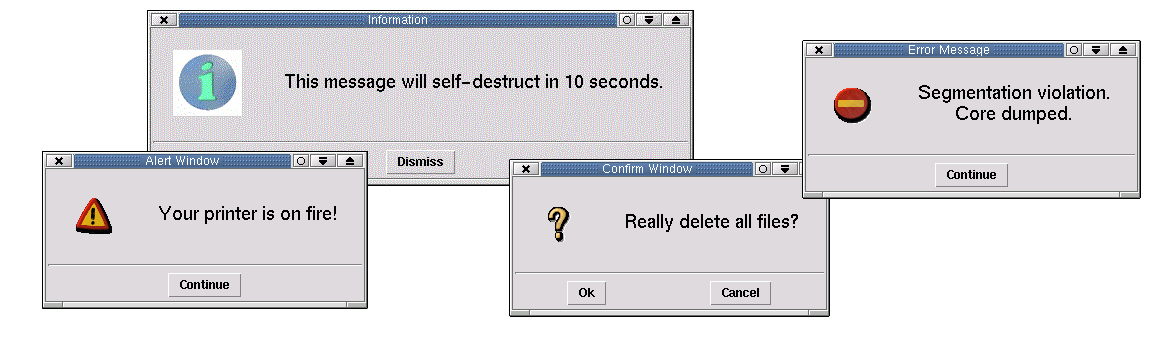 Information
This message will self-destruct in 10 seconds.
Dismiss
Error Message
Segmentation violation.
Core dumped.
Continue
Alert Window
Your printer is on fire!
Continue
Confirm Window
Really delete all files?
Ok
Cancel